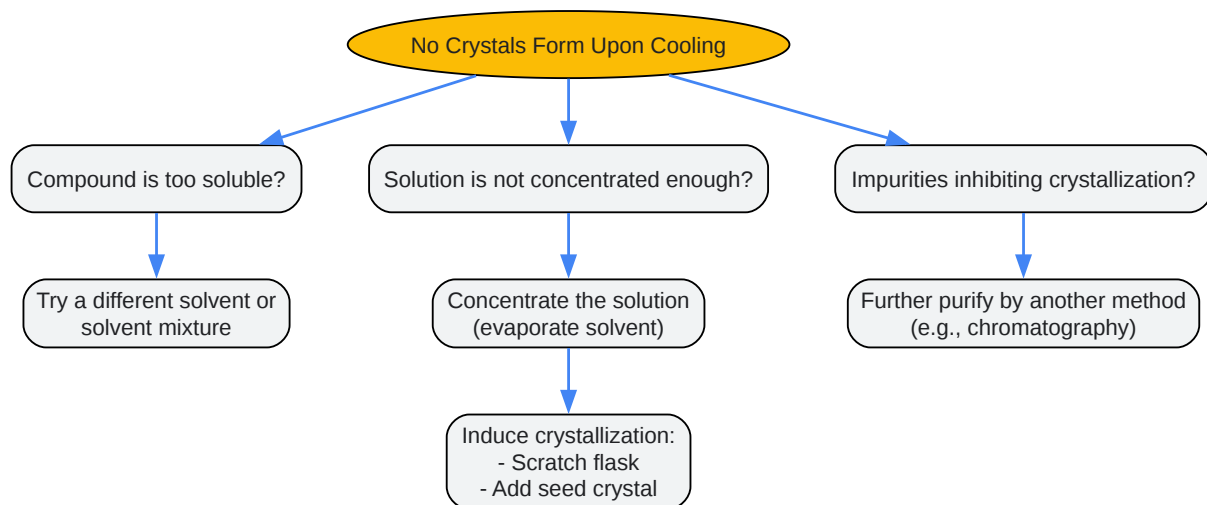 No Crystals Form Upon Cooling
Compound is too soluble?
Solution is not concentrated enough?
Impurities inhibiting crystallization?
Try a different solvent or
solvent mixture
Concentrate the solution
(evaporate solvent)
Further purify by another method
(e.g., chromatography)
Induce crystallization:
- Scratch flask
- Add seed crystal